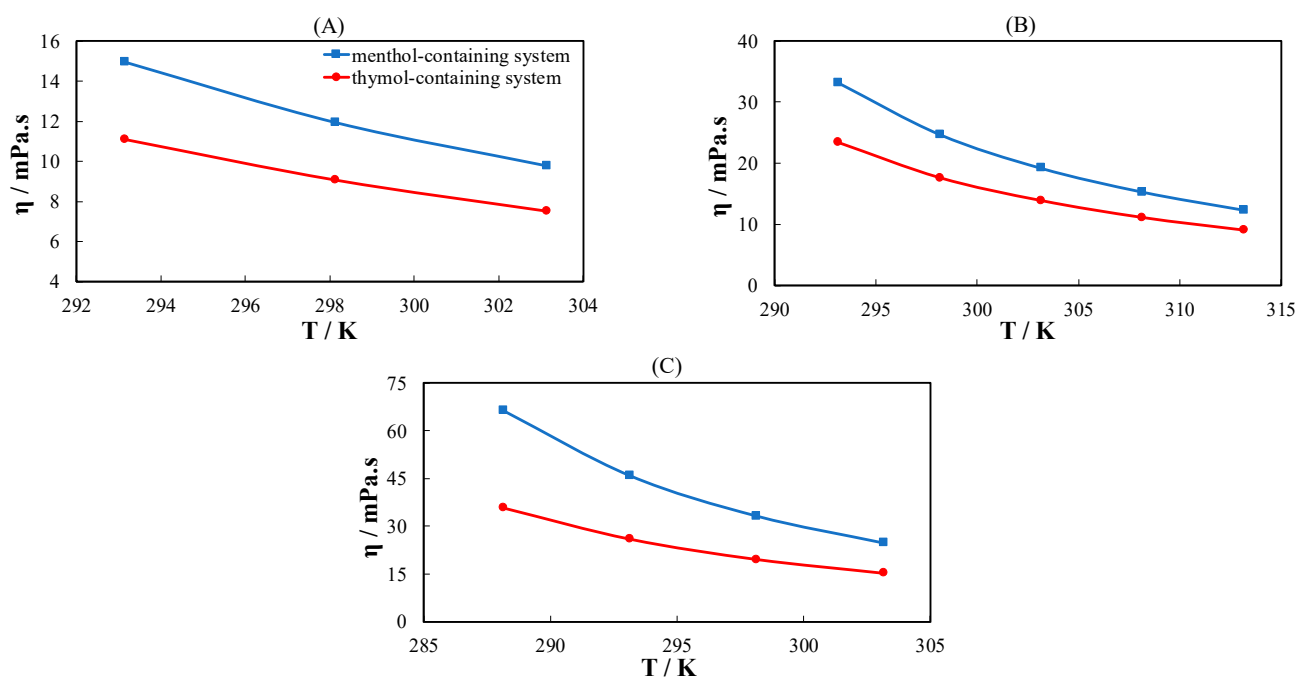 (A)
16
14
12
10
8
6
4
η / mPa.s
menthol-containing system
thymol-containing system
292 294 296 298 300 302 304
T / K
(B)
40
30
20
10
0
η / mPa.s
290 295 300 305 310 315
T / K
(C)
75
60
45
30
15
0
η / mPa.s
285 290 295 300 305
T / K